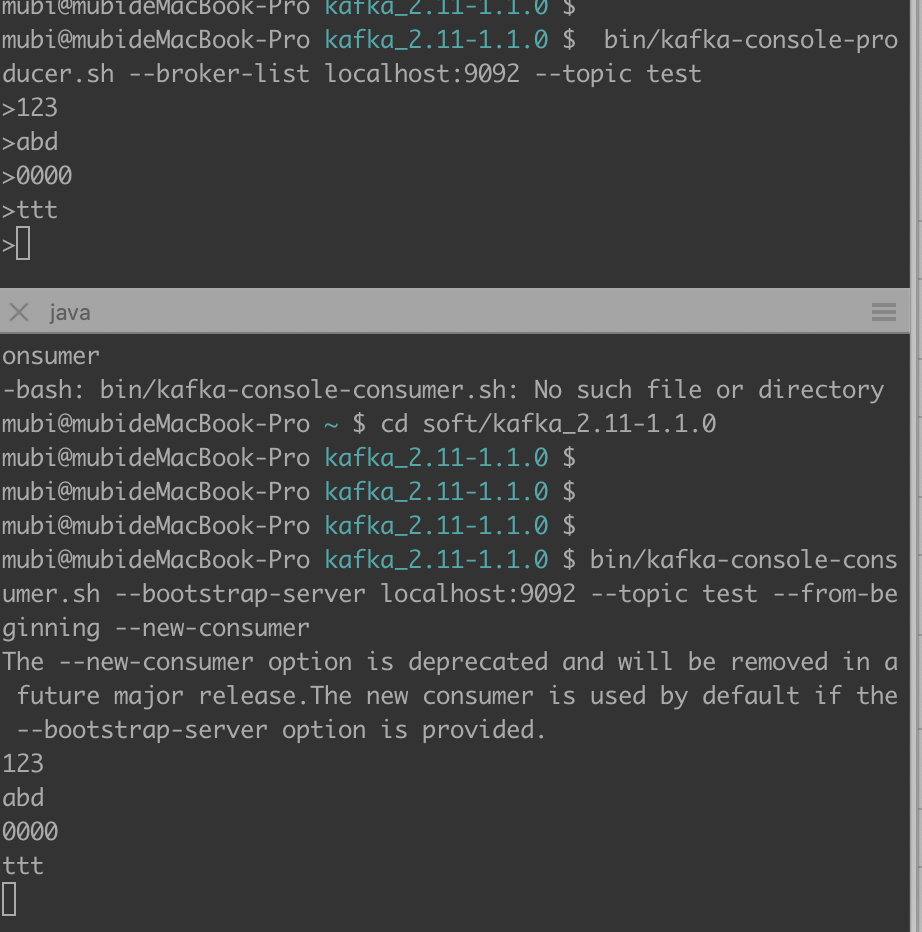 mubi@mubideMacBook-Pro kafka_2.11-1.1.0 $
mubi@mubideMacBook-Pro kafka_2.11-1.1.0 $  bin/kafka-console-pro
ducer.sh --broker-list localhost:9092 --topic test
>123
>abd
>0000
>ttt
>
java
onsumer
-bash: bin/kafka-console-consumer.sh: No such file or directory
mubi@mubideMacBook-Pro ~ $ cd soft/kafka_2.11-1.1.0
mubi@mubideMacBook-Pro kafka_2.11-1.1.0 $
mubi@mubideMacBook-Pro kafka_2.11-1.1.0 $
mubi@mubideMacBook-Pro kafka_2.11-1.1.0 $
mubi@mubideMacBook-Pro kafka_2.11-1.1.0 $ bin/kafka-console-cons
umer.sh --bootstrap-server localhost:9092 --topic test --from-be
ginning --new-consumer
The --new-consumer option is deprecated and will be removed in a
 future major release.The new consumer is used by default if the
 --bootstrap-server option is provided.
123
abd
0000
ttt